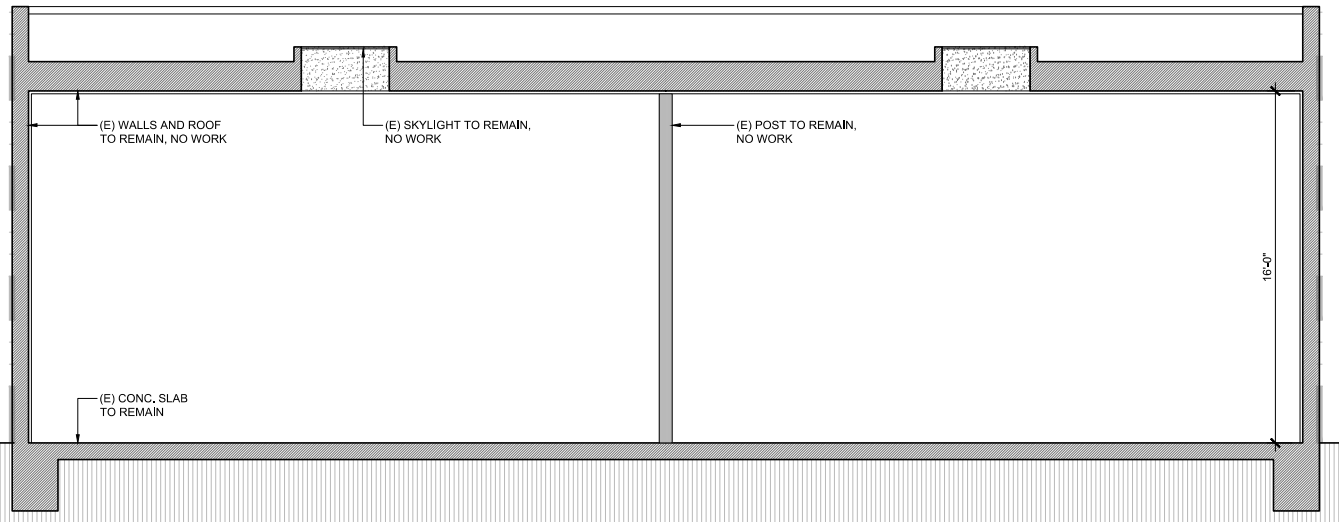 (E) WALLS AND ROOF
TO REMAIN, NO WORK
(E) SKYLIGHT TO REMAIN,
NO WORK
(E) POST TO REMAIN,
NO WORK
16'-0"
(E) CONC. SLAB
TO REMAIN